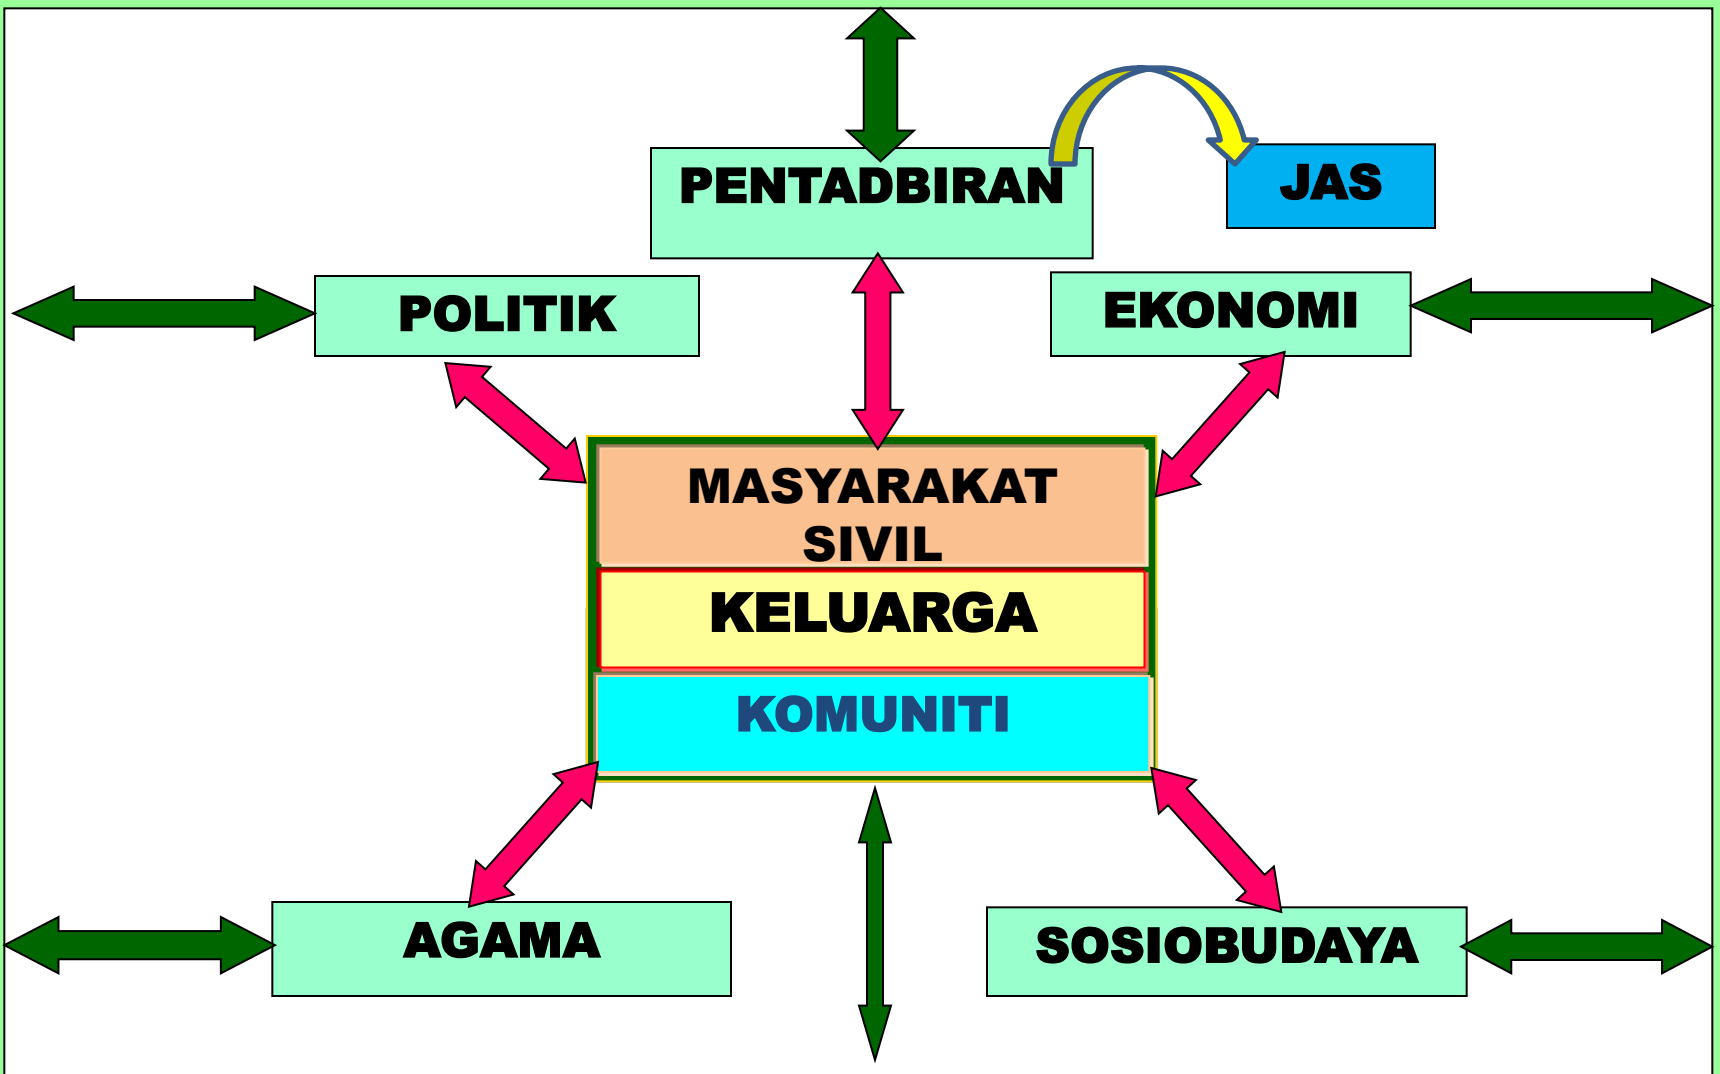 PENTADBIRAN
JAS
POLITIK
EKONOMI
MASYARAKAT
SIVIL
KELUARGA
KOMUNITI
AGAMA
SOSIOBUDAYA